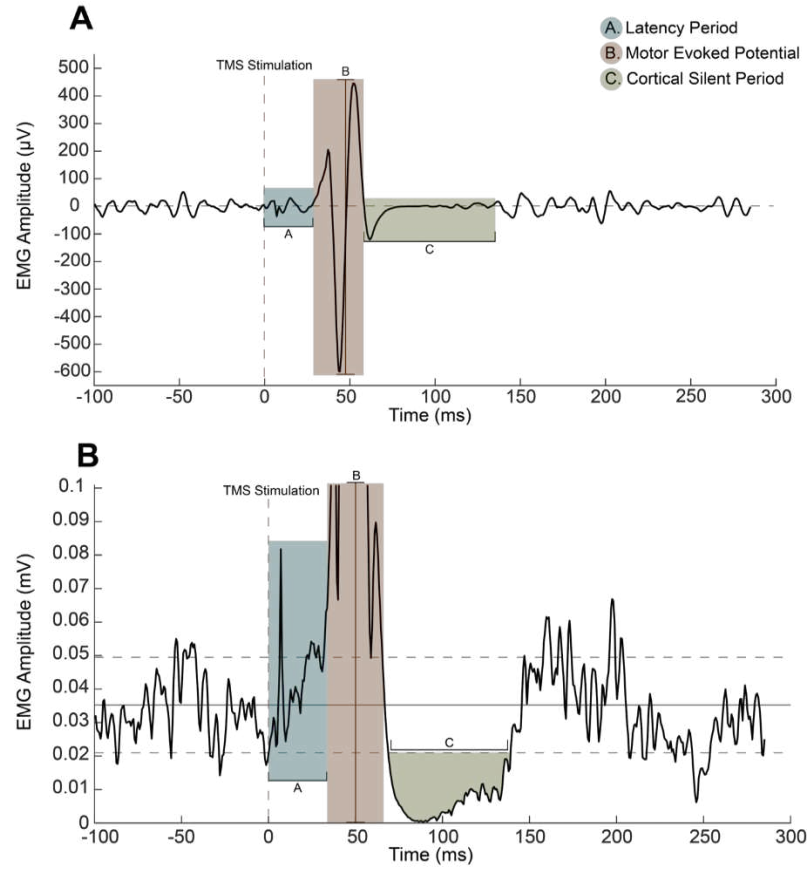 A
A. Latency Period
B. Motor Evoked Potential
C. Cortical Silent Period
TMS Stimulation
B
500
400
300
200
100
0
-100
-200
-300
-400
-500
-600
EMG Amplitude (μV)
A
C
-100 -50 0 50 100 150 200 250 300
Time (ms)
B
TMS Stimulation
B
0.1
0.09
0.08
0.07
0.06
0.05
0.04
0.03
0.02
0.01
0
EMG Amplitude (mV)
C
A
-100 -50 0 50 100 150 200 250 300
Time (ms)